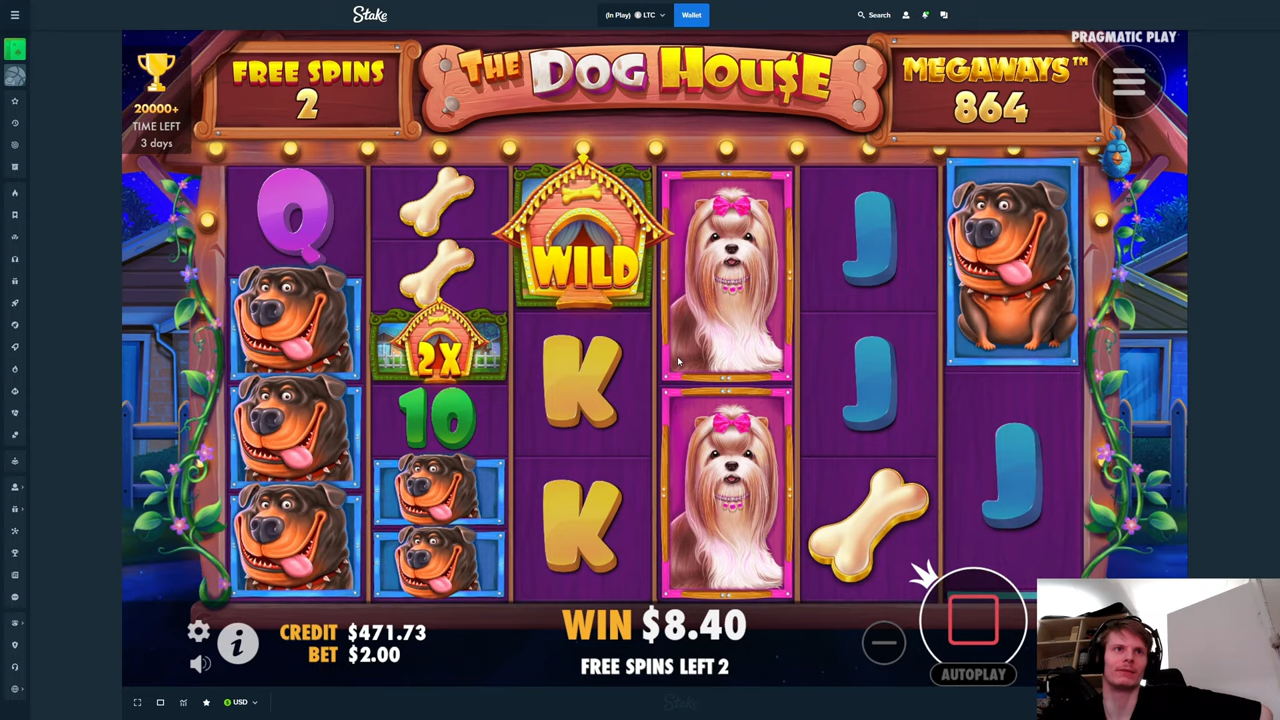 Stake
(In Play) LTC
Wallet
Search
PRAGMATIC PLAY
20000+
TIME LEFT
3 days
FREE SPINS
2
THE DOG HOU$E
MEGAWAYS™
864
Q
WILD
J
2X
K
10
J
J
K
CREDIT $471.73
BET $2.00
WIN $8.40
FREE SPINS LEFT 2
AUTOPLAY
USD
Stake